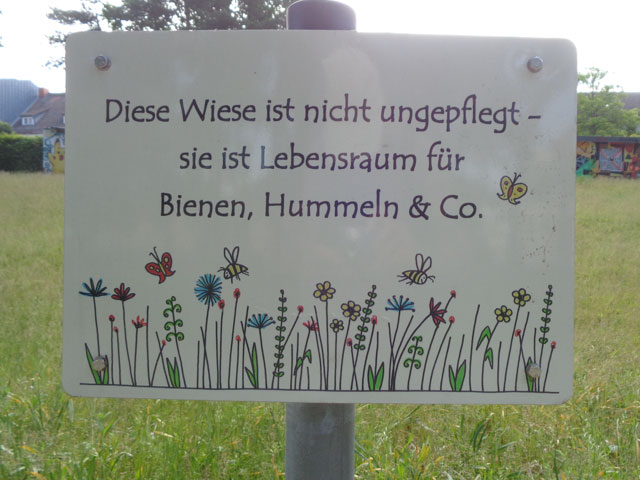 Diese Wiese ist nicht ungepflegt -
sie ist Lebensraum für
Bienen, Hummeln & Co.